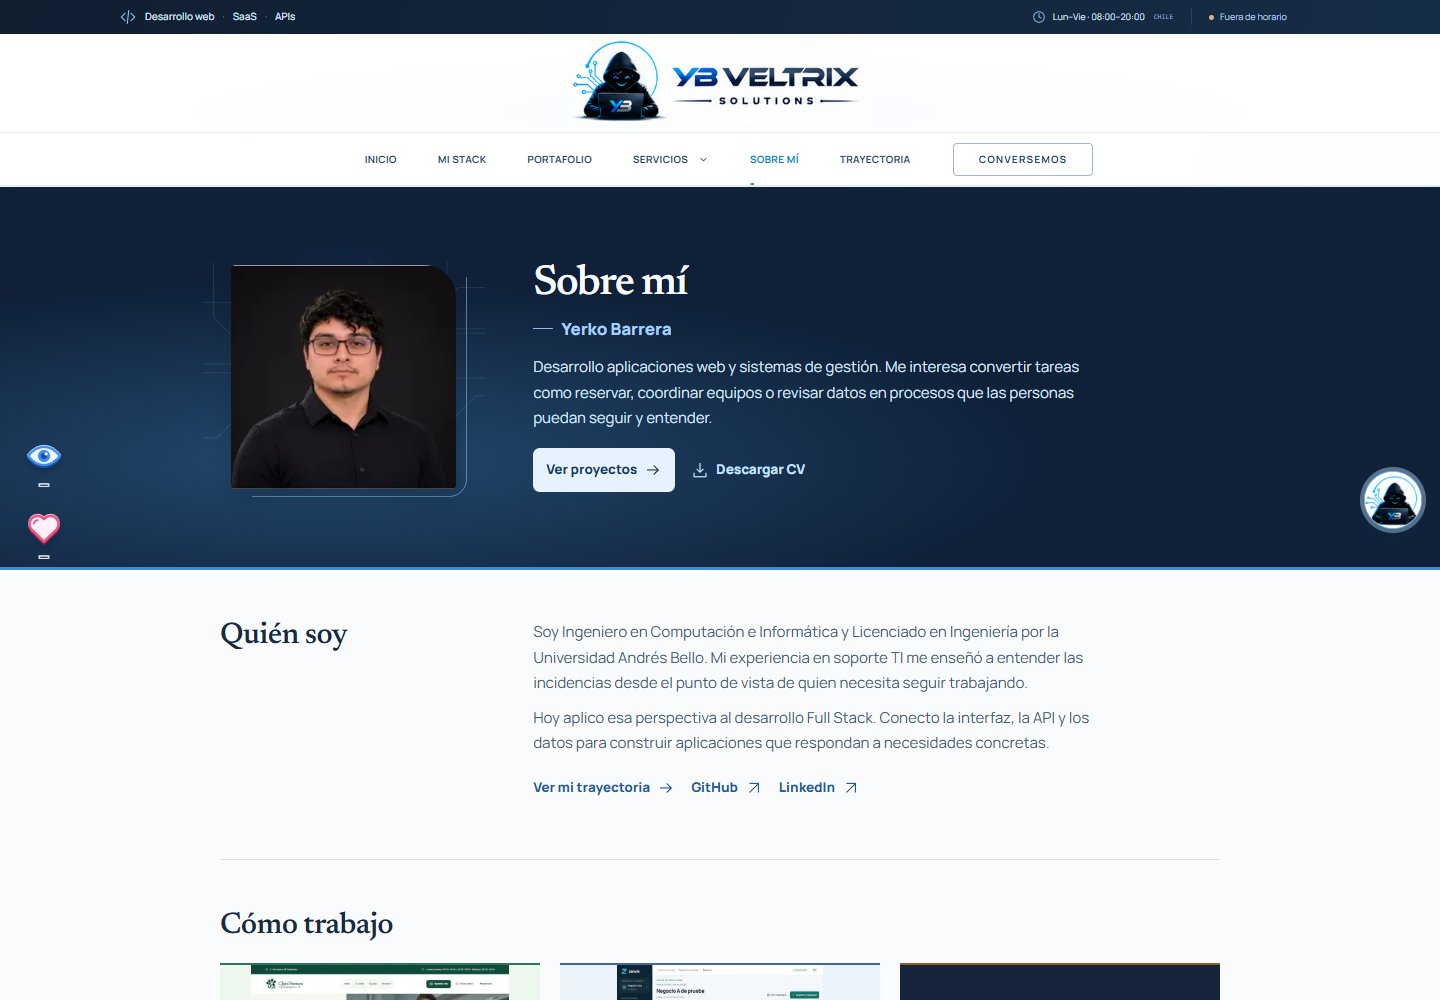 Desarrollo web · SaaS · APIs
Lun–Vie · 08:00–20:00 CHILE
Fuera de horario
YB VELTRIX
SOLUTIONS
YB
INICIO
MI STACK
PORTAFOLIO
SERVICIOS
SOBRE MÍ
TRAYECTORIA
CONVERSEMOS
Sobre mí
Yerko Barrera
Desarrollo aplicaciones web y sistemas de gestión. Me interesa convertir tareas
como reservar, coordinar equipos o revisar datos en procesos que las personas
puedan seguir y entender.
Ver proyectos
Descargar CV
YB
Quién soy
Soy Ingeniero en Computación e Informática y Licenciado en Ingeniería por la
Universidad Andrés Bello. Mi experiencia en soporte TI me enseñó a entender las
incidencias desde el punto de vista de quien necesita seguir trabajando.
Hoy aplico esa perspectiva al desarrollo Full Stack. Conecto la interfaz, la API y los
datos para construir aplicaciones que respondan a necesidades concretas.
Ver mi trayectoria
GitHub
LinkedIn
Cómo trabajo
Negocio A de prueba